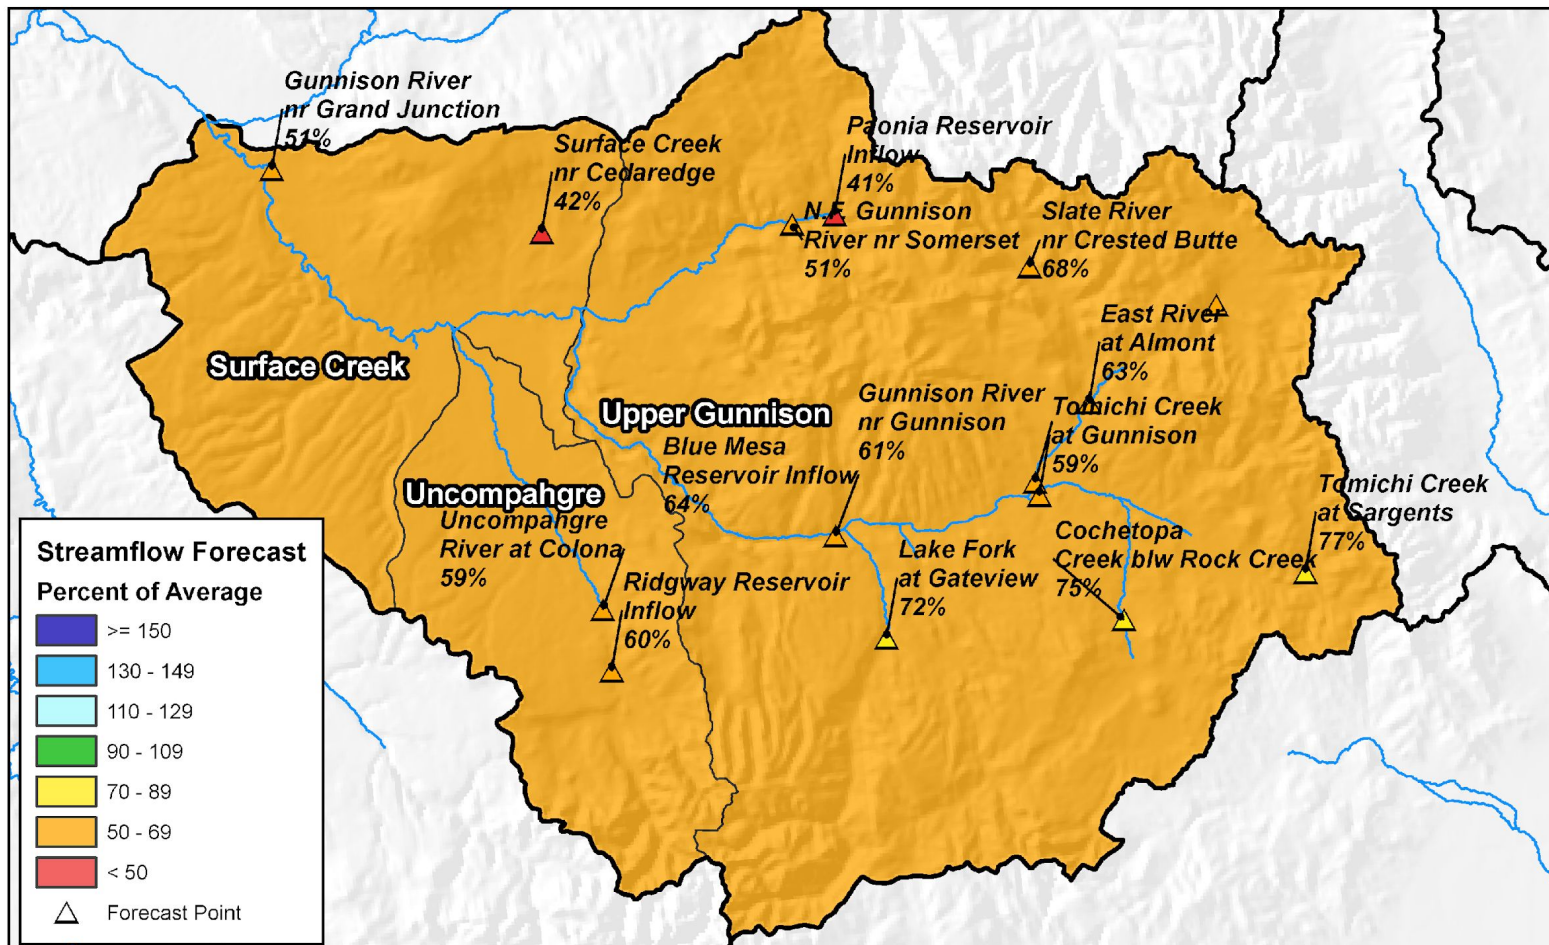 Gunnison River
nr Grand Junction
51%
Surface Creek
nr Cedaredge
42%
Paonia Reservoir
Inflow
41%
N.F. Gunnison
River nr Somerset
51%
Slate River
nr Crested Butte
68%
East River
at Almont
63%
Surface Creek
Upper Gunnison
Gunnison River
nr Gunnison
61%
Tomichi Creek
at Gunnison
59%
Blue Mesa
Reservoir Inflow
64%
Uncompahgre
Uncompahgre
River at Colona
59%
Ridgway Reservoir
Inflow
60%
Lake Fork
at Gateview
72%
Cochetopa
Creek blw Rock Creek
75%
Tomichi Creek
at Sargents
77%
Streamflow Forecast
Percent of Average
>= 150
130 - 149
110 - 129
90 - 109
70 - 89
50 - 69
< 50
Forecast Point